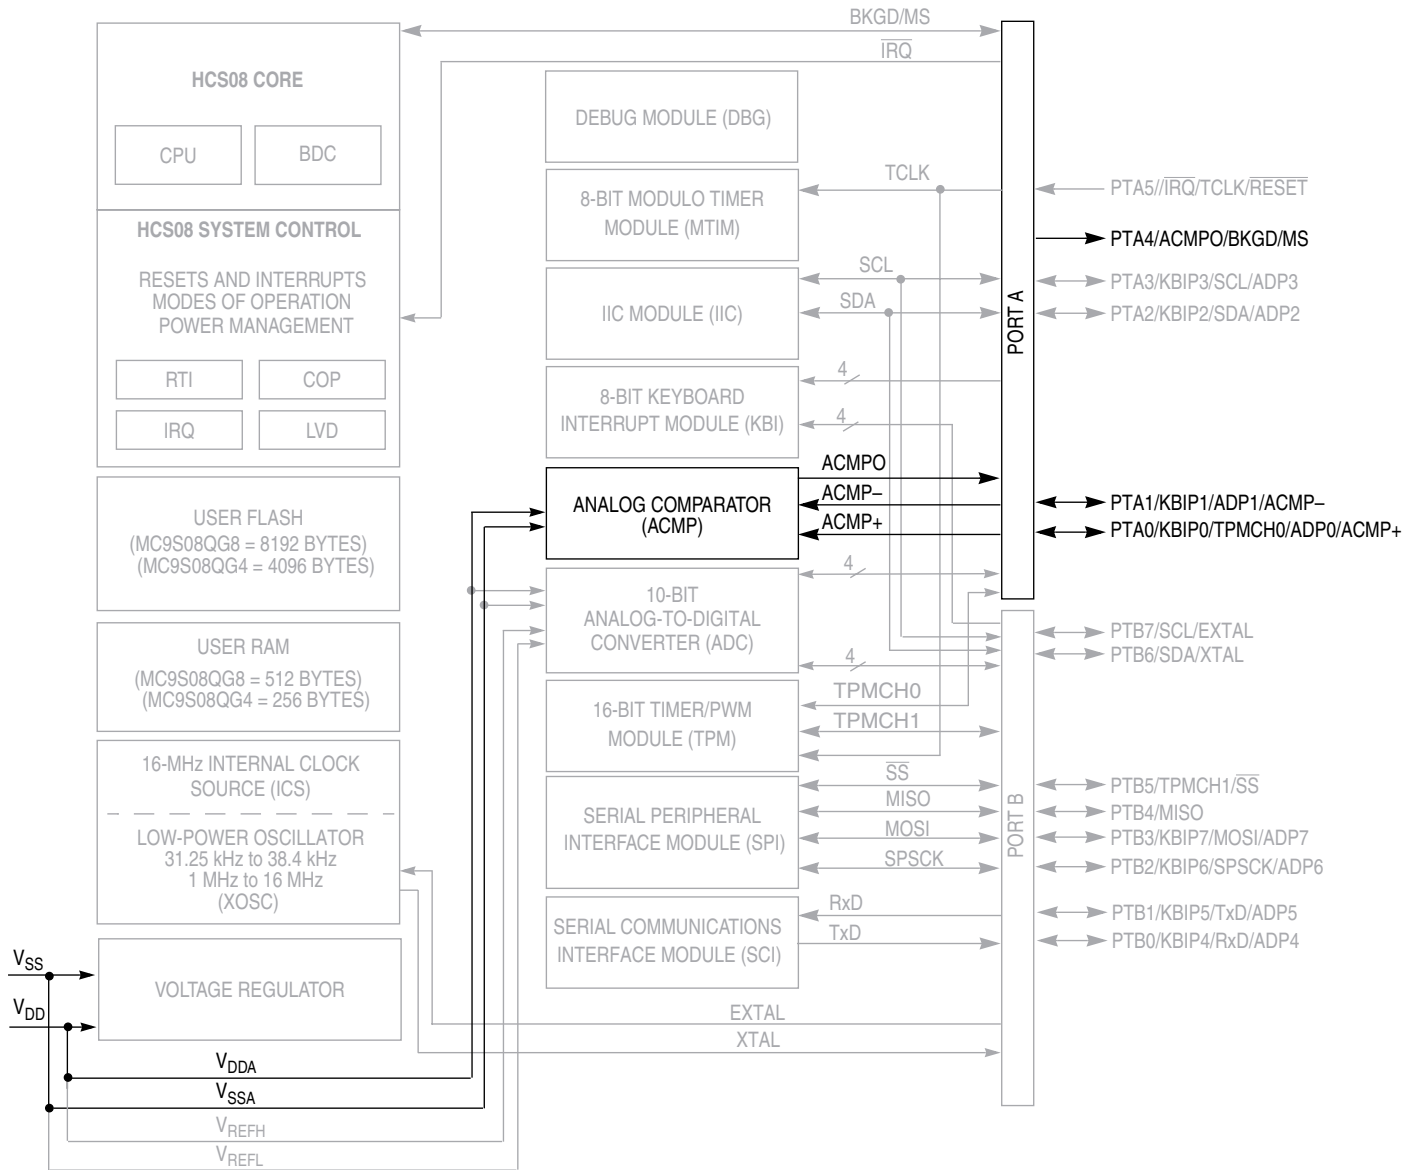 BKGD/MS
IRQ
HCS08 CORE
CPU
BDC
HCS08 SYSTEM CONTROL
RESETS AND INTERRUPTS
MODES OF OPERATION
POWER MANAGEMENT
RTI
COP
IRQ
LVD
USER FLASH
(MC9S08QG8 = 8192 BYTES)
(MC9S08QG4 = 4096 BYTES)
USER RAM
(MC9S08QG8 = 512 BYTES)
(MC9S08QG4 = 256 BYTES)
16-MHz INTERNAL CLOCK
SOURCE (ICS)
LOW-POWER OSCILLATOR
31.25 kHz to 38.4 kHz
1 MHz to 16 MHz
(XOSC)
VSS
VOLTAGE REGULATOR
VDD
VDDA
VSSA
VREFH
VREFL
DEBUG MODULE (DBG)
8-BIT MODULO TIMER
MODULE (MTIM)
TCLK
IIC MODULE (IIC)
SCL
SDA
8-BIT KEYBOARD
INTERRUPT MODULE (KBI)
4
4
ANALOG COMPARATOR
(ACMP)
ACMPO
ACMP–
ACMP+
10-BIT
ANALOG-TO-DIGITAL
CONVERTER (ADC)
4
4
16-BIT TIMER/PWM
MODULE (TPM)
TPMCH0
TPMCH1
SERIAL PERIPHERAL
INTERFACE MODULE (SPI)
SS
MISO
MOSI
SPSCK
SERIAL COMMUNICATIONS
INTERFACE MODULE (SCI)
RxD
TxD
EXTAL
XTAL
PORT A
PTA5//IRQ/TCLK/RESET
PTA4/ACMPO/BKGD/MS
PTA3/KBIP3/SCL/ADP3
PTA2/KBIP2/SDA/ADP2
PTA1/KBIP1/ADP1/ACMP–
PTA0/KBIP0/TPMCH0/ADP0/ACMP+
PORT B
PTB7/SCL/EXTAL
PTB6/SDA/XTAL
PTB5/TPMCH1/SS
PTB4/MISO
PTB3/KBIP7/MOSI/ADP7
PTB2/KBIP6/SPSCK/ADP6
PTB1/KBIP5/TxD/ADP5
PTB0/KBIP4/RxD/ADP4